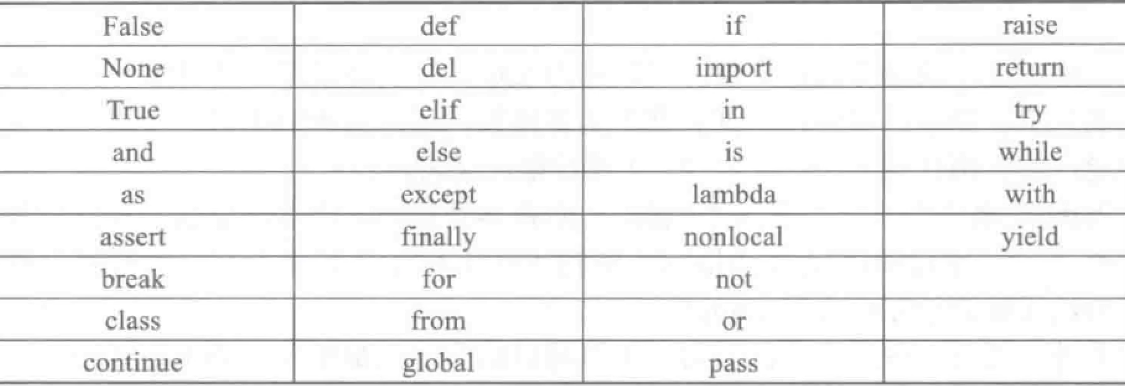 False def if raise
None del import return
True elif in try
and else is while
as except lambda with
assert finally nonlocal yield
break for not
class from or
continue global pass